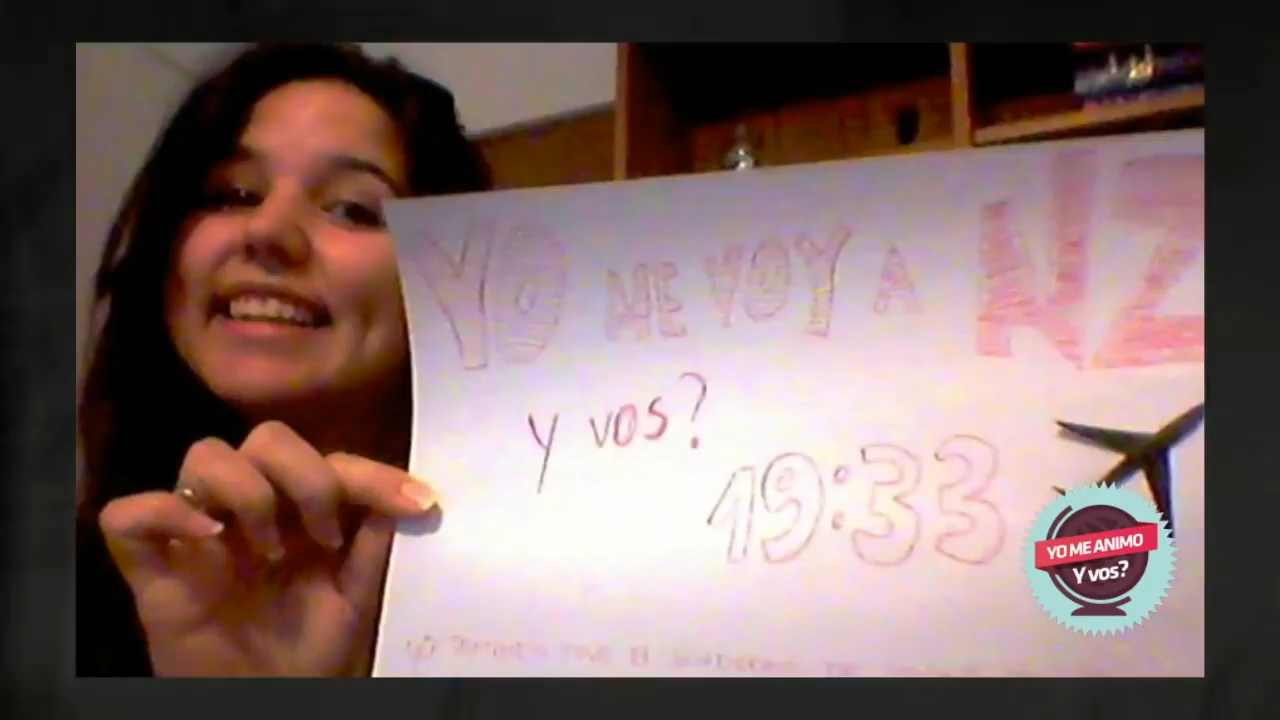 YO ME VOY A NZ
Y VOS?
19:33
YO ME ANIMO
Y vos?